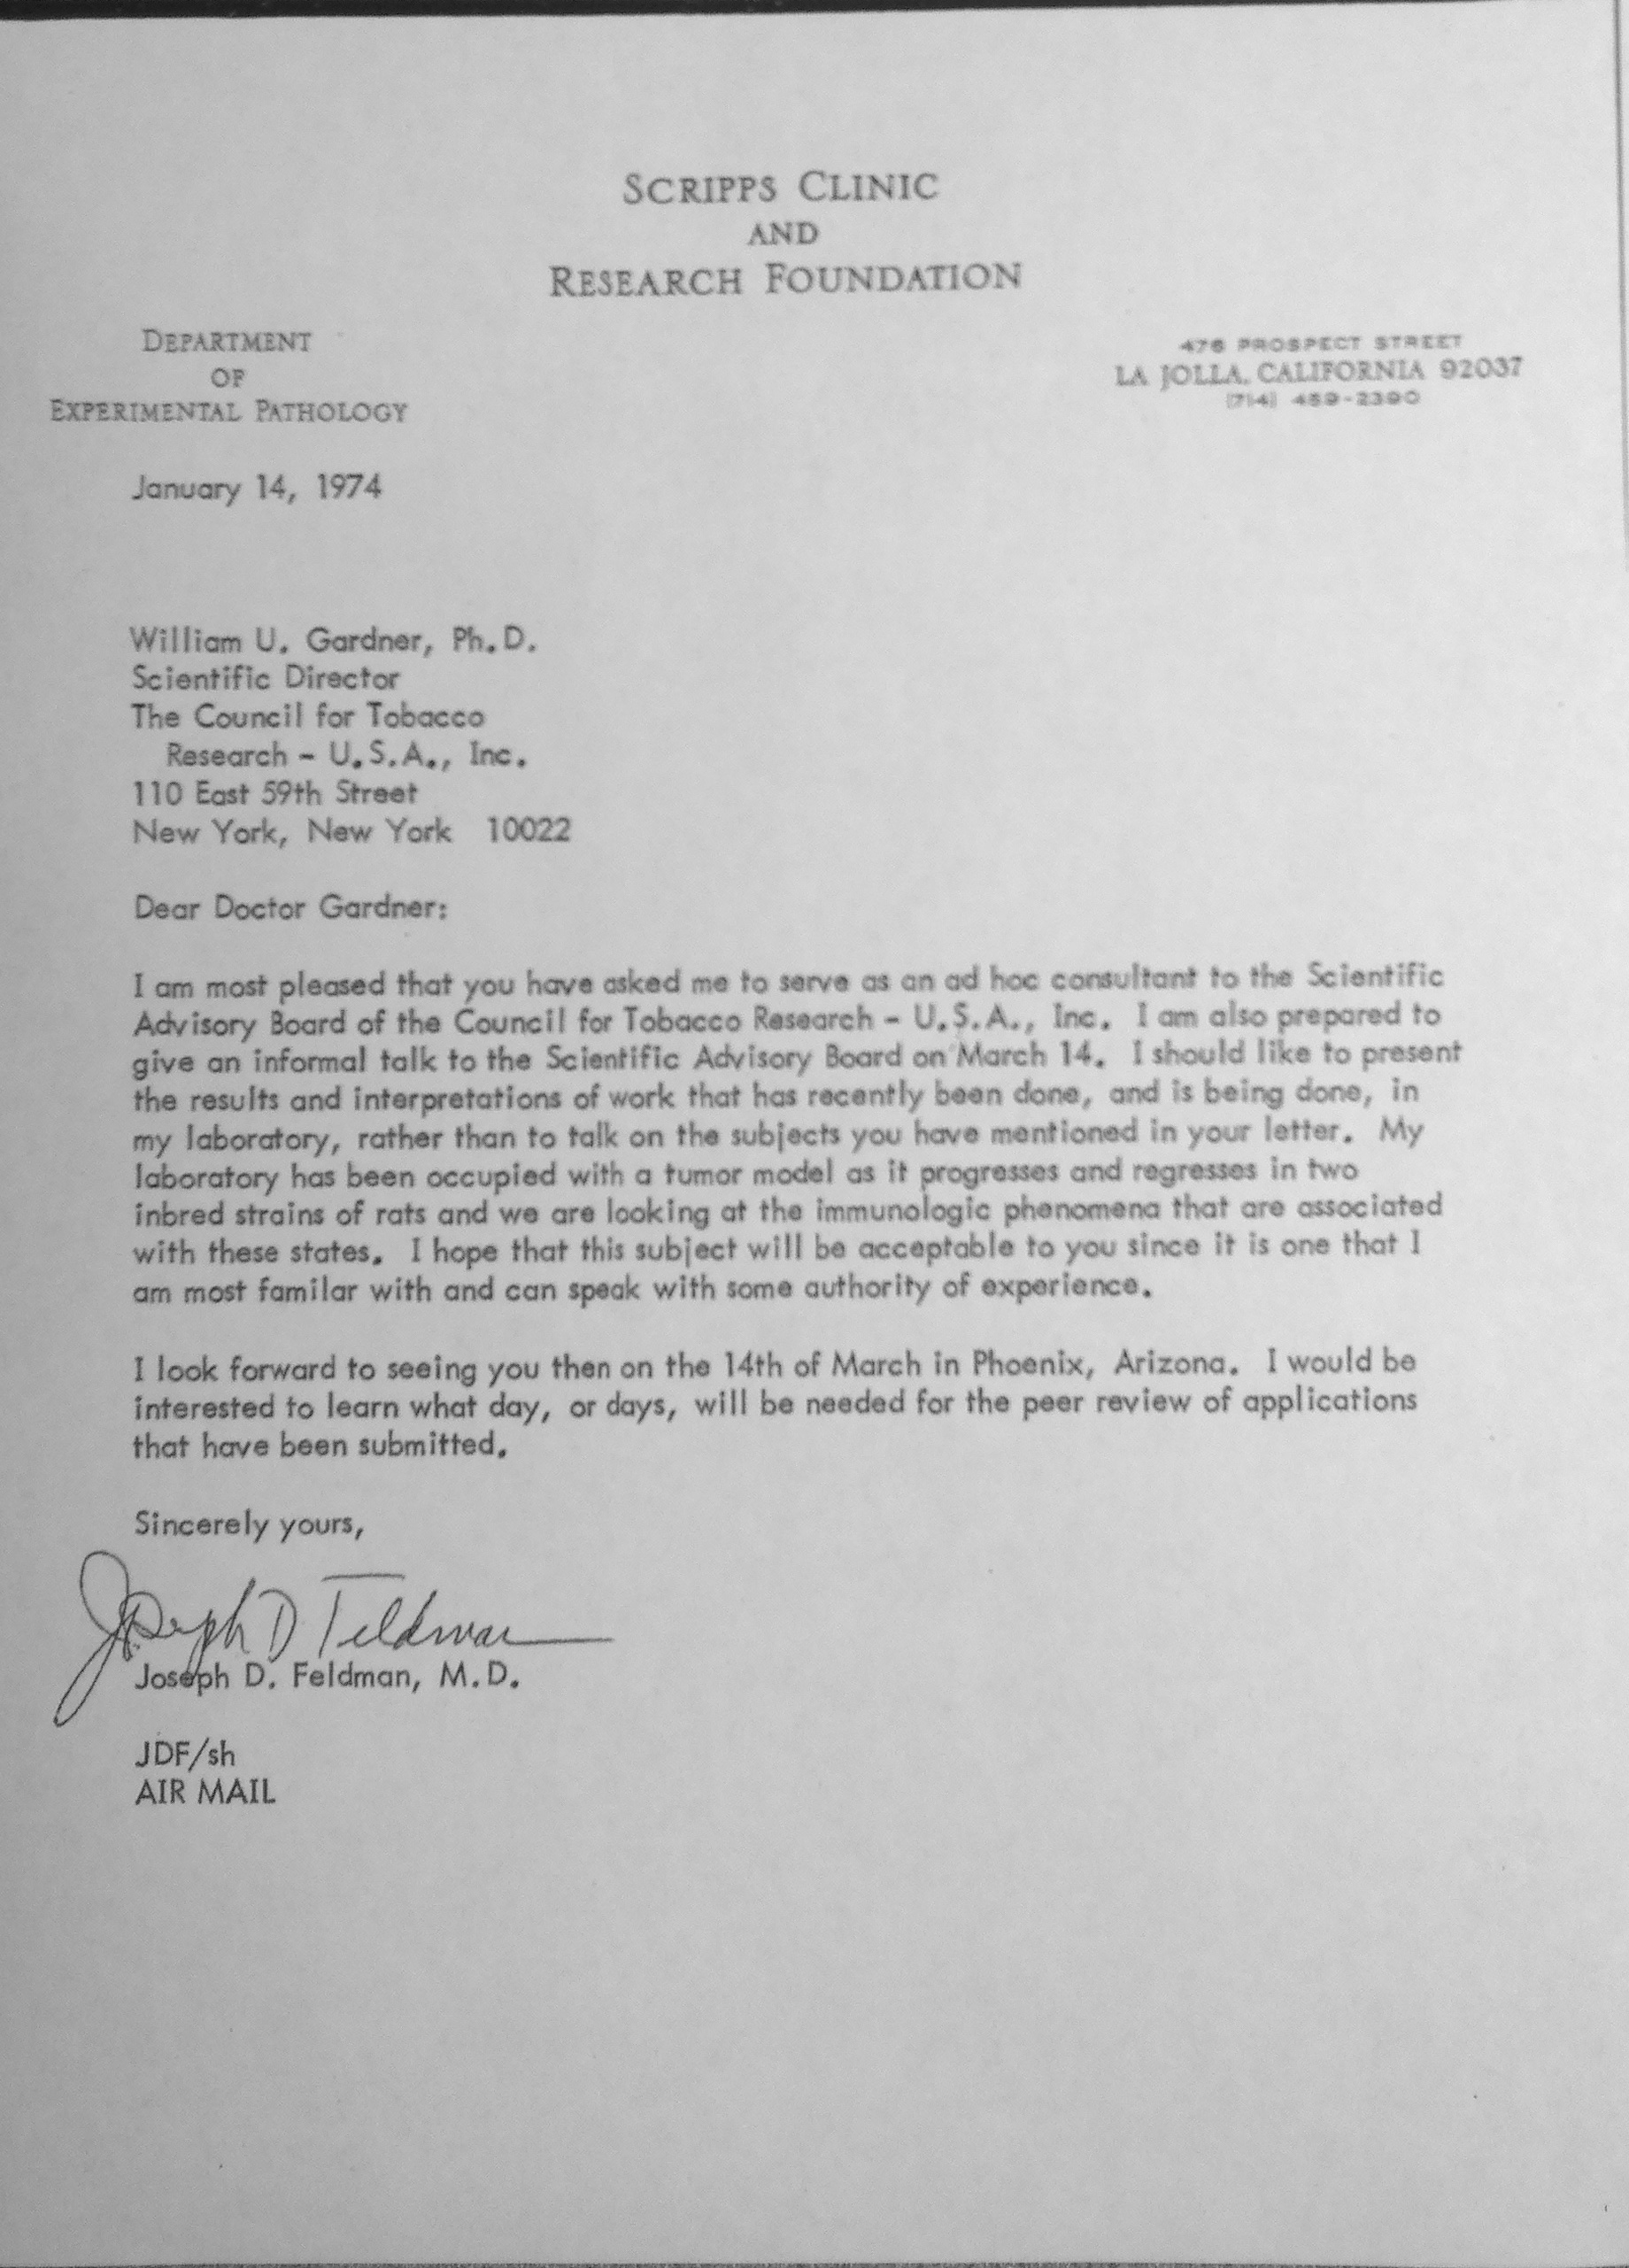 SCRIPPS CLINIC
AND
RESEARCH FOUNDATION
DEPARTMENT
OF
EXPERIMENTAL PATHOLOGY
476 PROSPECT STREET
LA JOLLA, CALIFORNIA 92037
(714) 459-2390
January 14, 1974
William U. Gardner, Ph.D.
Scientific Director
The Council for Tobacco
Research - U.S.A., Inc.
110 East 59th Street
New York, New York 10022
Dear Doctor Gardner:
I am most pleased that you have asked me to serve as an ad hoc consultant to the Scientific
Advisory Board of the Council for Tobacco Research - U.S.A., Inc. I am also prepared to
give an informal talk to the Scientific Advisory Board on March 14. I should like to present
the results and interpretations of work that has recently been done, and is being done, in
my laboratory, rather than to talk on the subjects you have mentioned in your letter. My
laboratory has been occupied with a tumor model as it progresses and regresses in two
inbred strains of rats and we are looking at the immunologic phenomena that are associated
with these states. I hope that this subject will be acceptable to you since it is one that I
am most familar with and can speak with some authority of experience.
I look forward to seeing you then on the 14th of March in Phoenix, Arizona. I would be
interested to learn what day, or days, will be needed for the peer review of applications
that have been submitted.
Sincerely yours,
Joseph D Feldman
Joseph D. Feldman, M.D.
JDF/sh
AIR MAIL